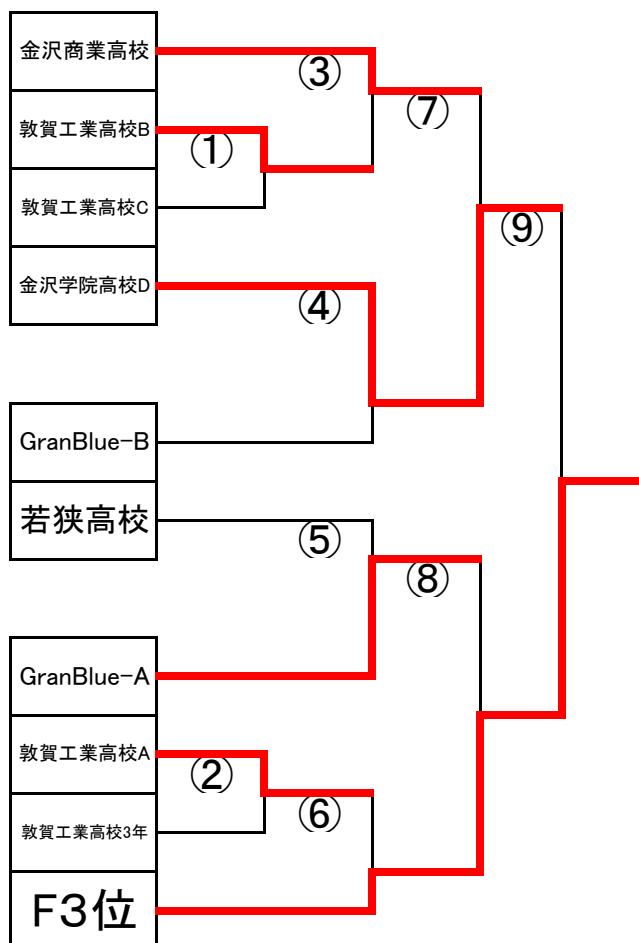 金沢商業高校
③
敦賀工業高校B
①
⑦
敦賀工業高校C
⑨
金沢学院高校D
④
GranBlue-B
若狭高校
⑤
⑧
GranBlue-A
敦賀工業高校A
②
敦賀工業高校3年
⑥
F3位